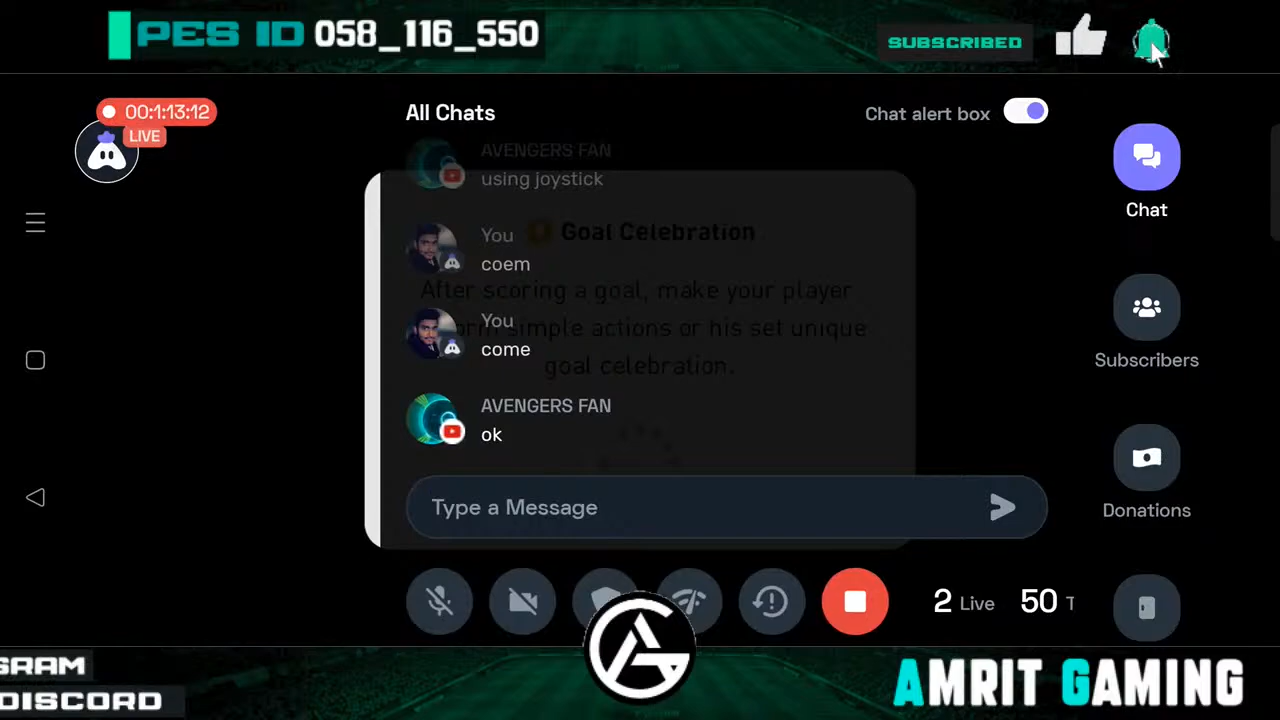 PES ID 058_116_550
SUBSCRIBED
00:1:13:12
LIVE
All Chats
Chat alert box
AVENGERS FAN
using joystick
Chat
You
coem
Goal Celebration
After scoring a goal, make your player
simple actions or his set unique
goal celebration.
You
come
Subscribers
AVENGERS FAN
ok
Type a Message
Donations
2 Live 50 T
GRAM
DISCORD
AMRIT GAMING